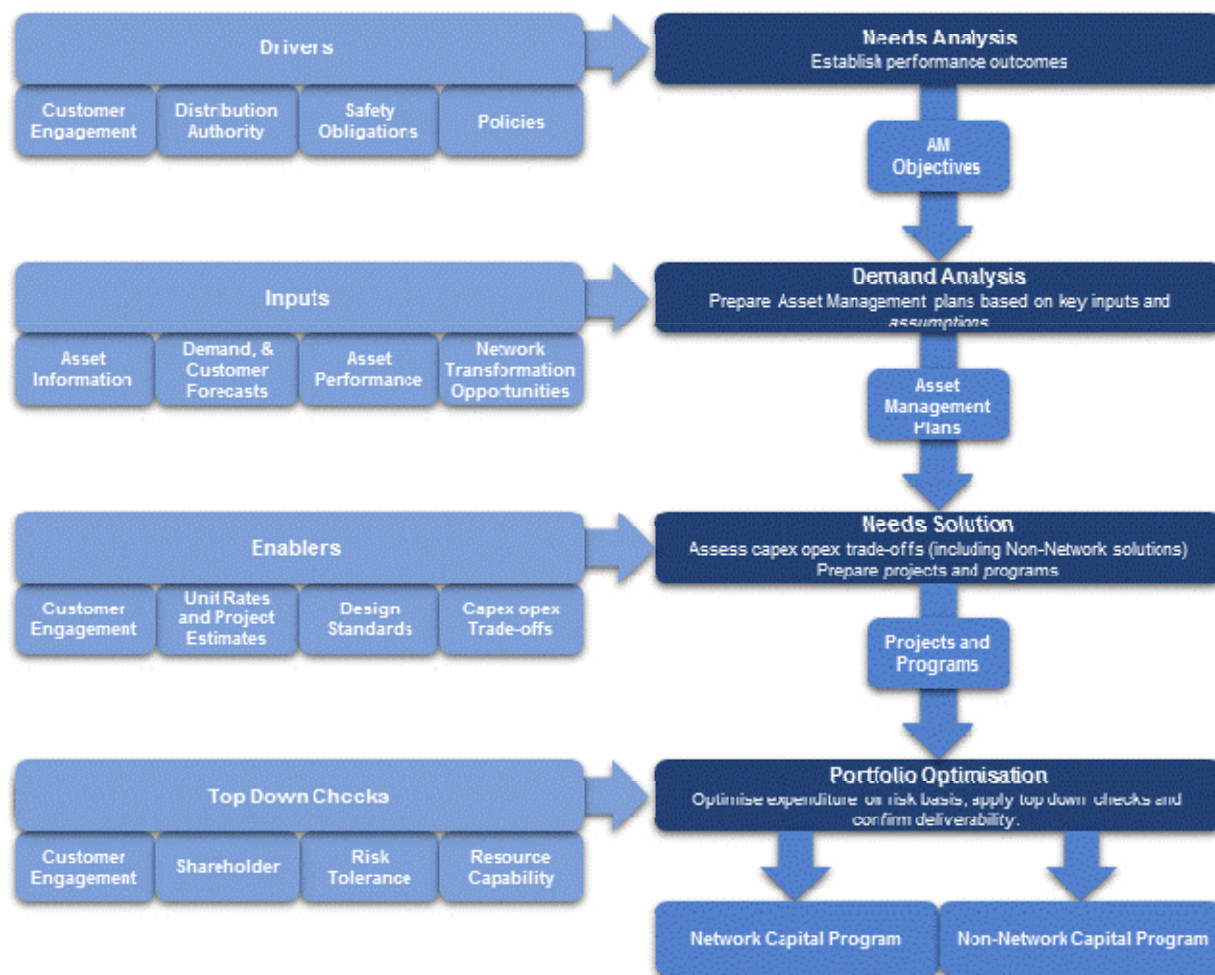 Drivers
Needs Analysis
Establish performance outcomes
Customer
Engagement
Distribution
Authority
Safety
Obligations
Policies
AM
Objectives
Inputs
Demand Analysis
Prepare Asset Management plans based on key inputs and
assumptions
Asset
Information
Demand, &
Customer
Forecasts
Asset
Performance
Network
Transformation
Opportunities
Asset
Management
Plans
Enablers
Needs Solution
Assess capex opex trade-offs (including Non-Network solutions)
Prepare projects and programs
Customer
Engagement
Unit Rates
and Project
Estimates
Design
Standards
Capex opex
Trade-offs
Projects and
Programs
Top Down Checks
Portfolio Optimisation
Optimise expenditure on risk basis, apply top down checks and
confirm deliverability.
Customer
Engagement
Shareholder
Risk
Tolerance
Resource
Capability
Network Capital Program
Non-Network Capital Program